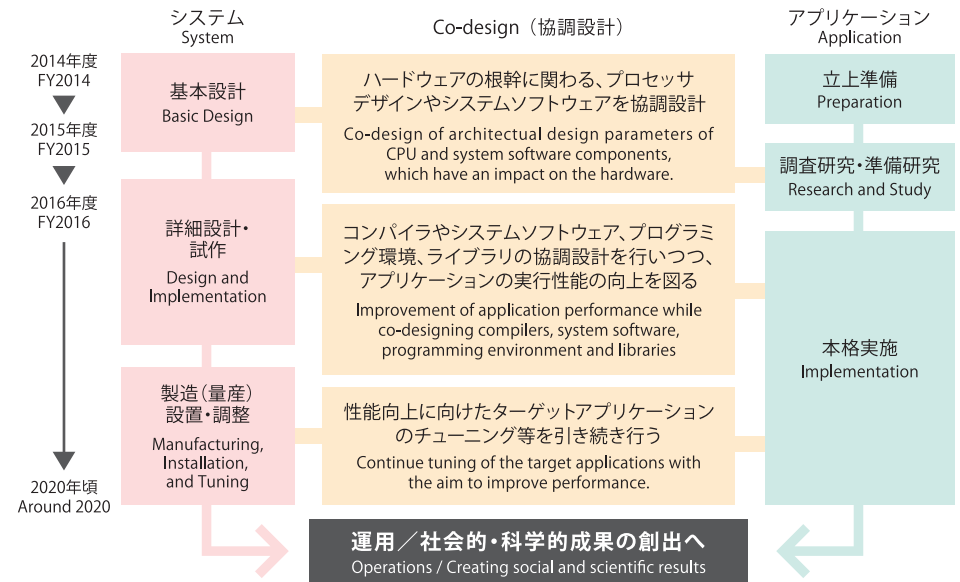 システム
System
Co-design（協調設計）
アプリケーション
Application
2014年度
FY2014
2015年度
FY2015
2016年度
FY2016
2020年頃
Around 2020
基本設計
Basic Design
詳細設計・
試作
Design and
Implementation
製造（量産）
設置・調整
Manufacturing,
Installation,
and Tuning
ハードウェアの根幹に関わる、プロセッサ
デザインやシステムソフトウェアを協調設計
Co-design of architectual design parameters of
CPU and system software components,
which have an impact on the hardware.
コンパイラやシステムソフトウェア、プログラミ
ング環境、ライブラリの協調設計を行いつつ、
アプリケーションの実行性能の向上を図る
Improvement of application performance while
co-designing compilers, system software,
programming environment and libraries
性能向上に向けたターゲットアプリケーション
のチューニング等を引き続き行う
Continue tuning of the target applications with
the aim to improve performance.
立上準備
Preparation
調査研究・準備研究
Research and Study
本格実施
Implementation
運用／社会的・科学的成果の創出へ
Operations / Creating social and scientific results